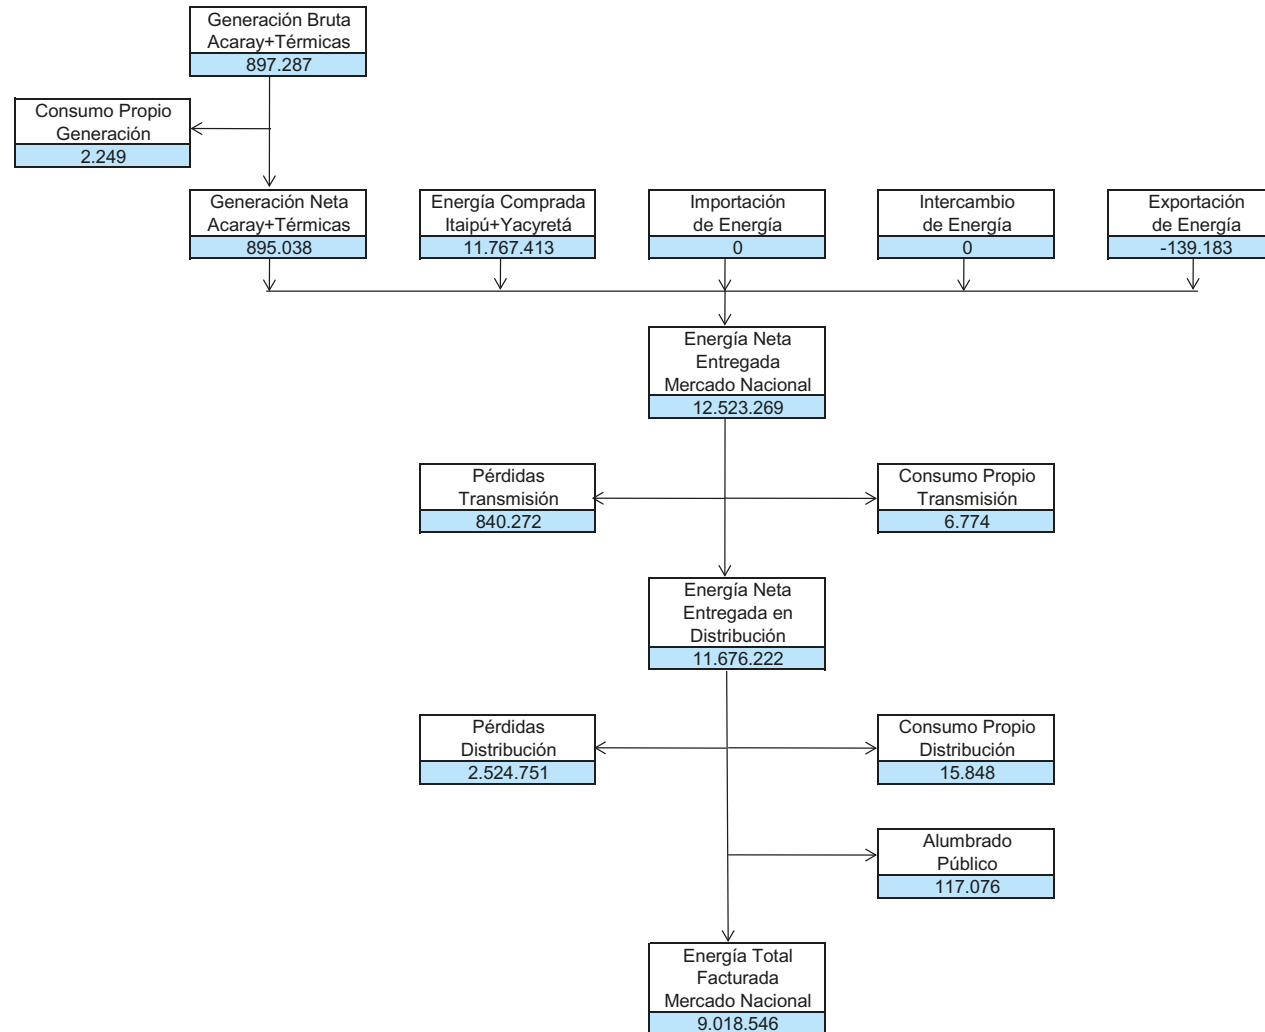 Generación Bruta
Acaray+Térmicas
897.287
Consumo Propio
Generación
2.249
Generación Neta
Acaray+Térmicas
895.038
Energía Comprada
Itaipú+Yacyretá
11.767.413
Importación
de Energía
0
Intercambio
de Energía
0
Exportación
de Energía
-139.183
Energía Neta
Entregada
Mercado Nacional
12.523.269
Pérdidas
Transmisión
840.272
Consumo Propio
Transmisión
6.774
Energía Neta
Entregada en
Distribución
11.676.222
Pérdidas
Distribución
2.524.751
Consumo Propio
Distribución
15.848
Alumbrado
Público
117.076
Energía Total
Facturada
Mercado Nacional
9.018.546